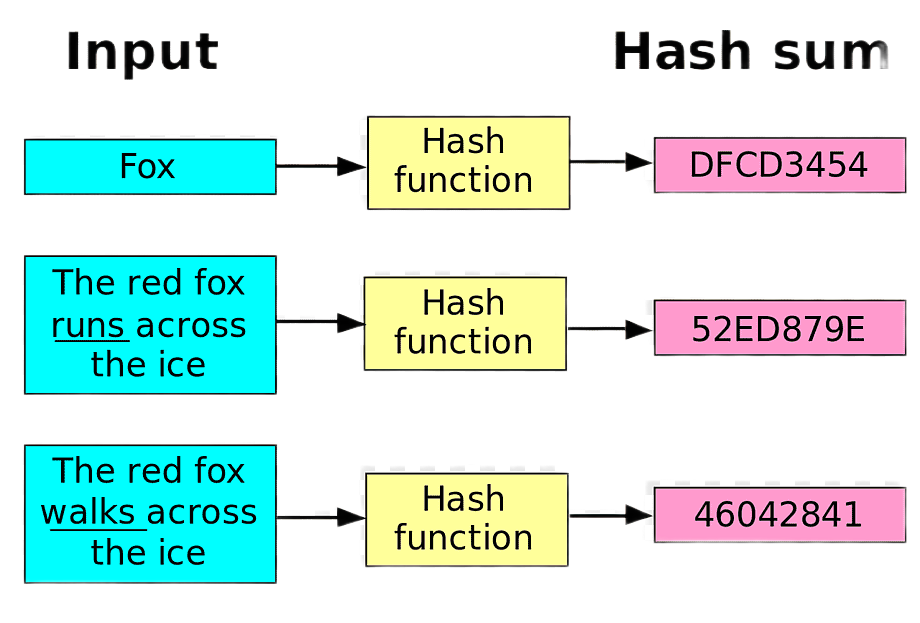 Input
Hash sum
Fox
Hash
function
DFCD3454
The red fox
runs across
the ice
Hash
function
52ED879E
The red fox
walks across
the ice
Hash
function
46042841